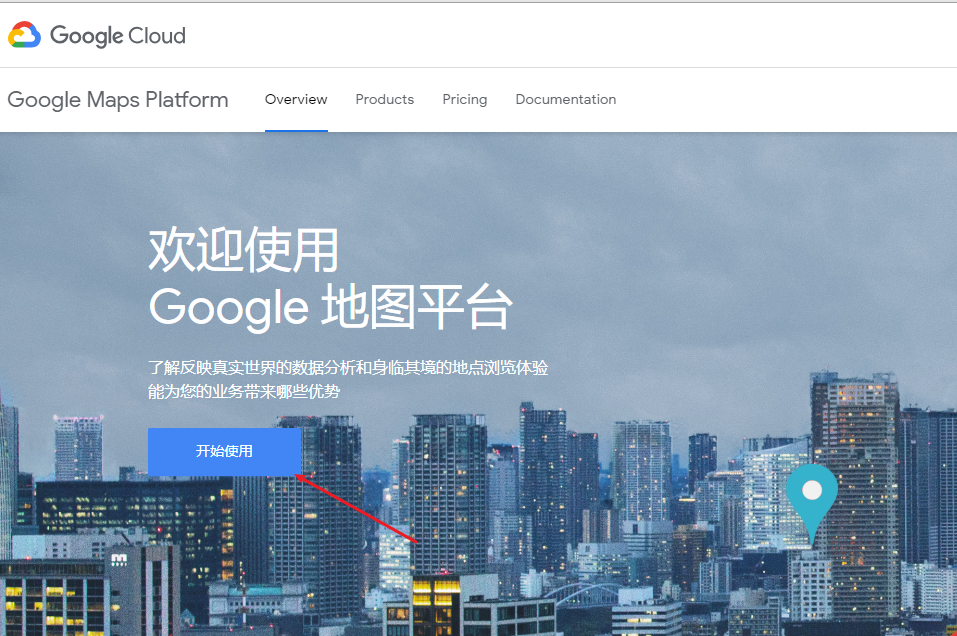 Google Cloud
Google Maps Platform Overview Products Pricing Documentation
欢迎使用
Google 地图平台
了解反映真实世界的数据分析和身临其境的地点浏览体验
能为您的业务带来哪些优势
开始使用